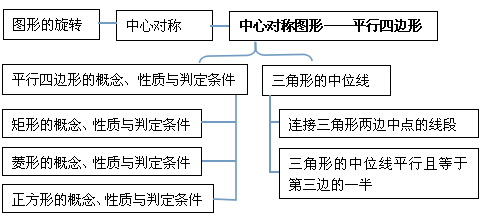 图形的旋转
中心对称
中心对称图形——平行四边形
平行四边形的概念、性质与判定条件
三角形的中位线
矩形的概念、性质与判定条件
连接三角形两边中点的线段
菱形的概念、性质与判定条件
三角形的中位线平行且等于
第三边的一半
正方形的概念、性质与判定条件